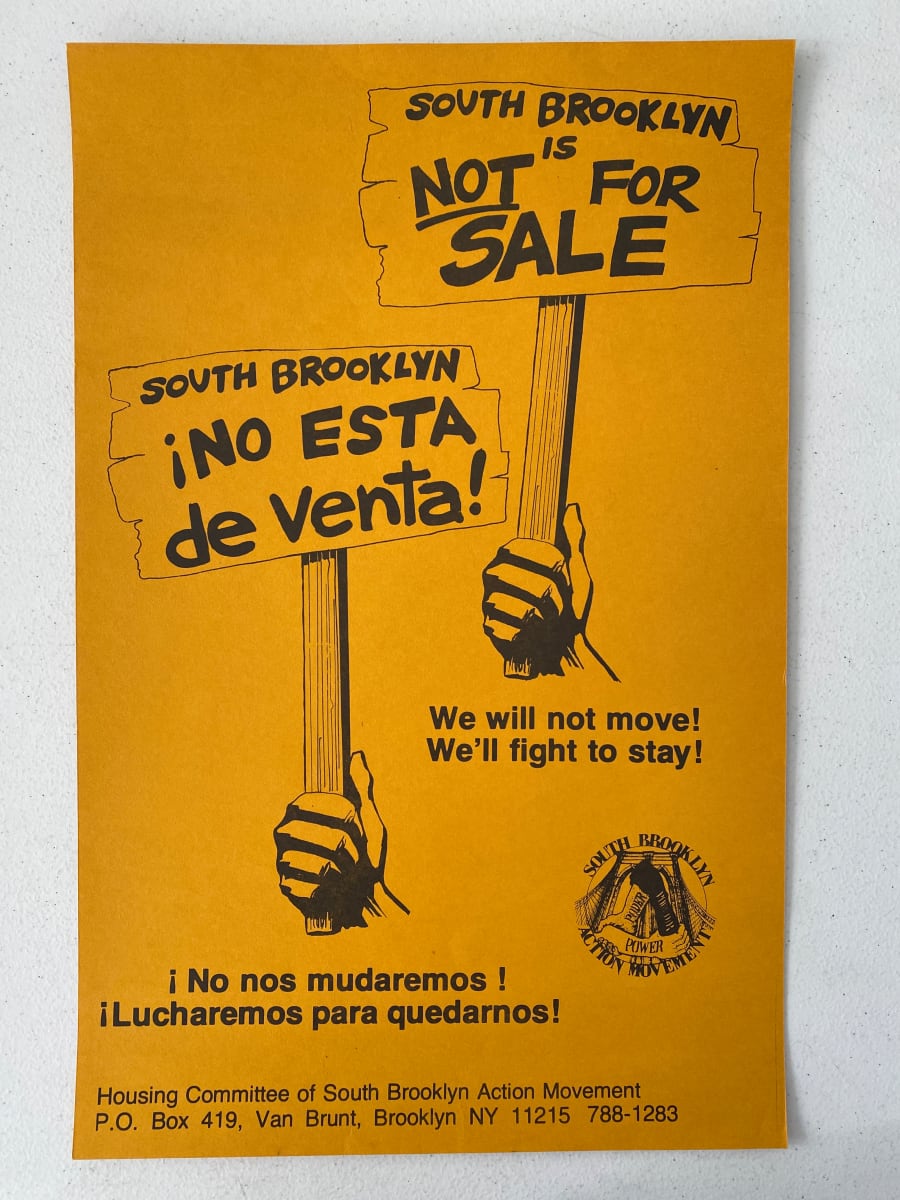 SOUTH BROOKLYN
IS
NOT FOR
SALE
SOUTH BROOKLYN
¡NO ESTA
de venta!
We will not move!
We'll fight to stay!
SOUTH BROOKLYN
POWER
POWER
ACTION MOVEMENT
¡ No nos mudaremos !
¡Lucharemos para quedarnos!
Housing Committee of South Brooklyn Action Movement
P.O. Box 419, Van Brunt, Brooklyn NY 11215 788-1283